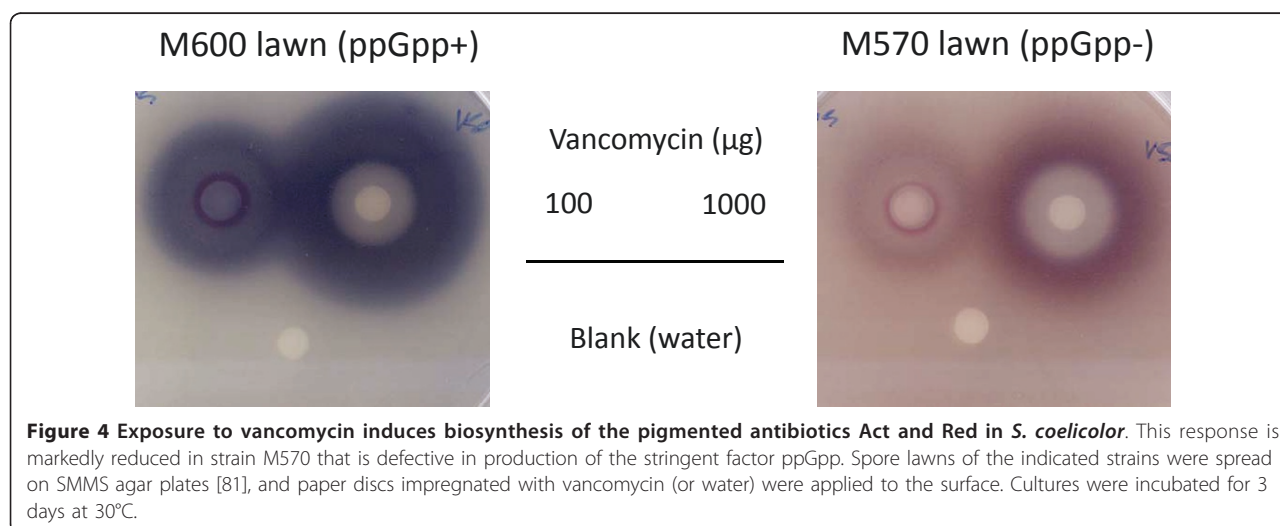 M600 lawn (ppGpp+)
M570 lawn (ppGpp-)
Vancomycin (µg)
100 1000
Blank (water)
Figure 4 Exposure to vancomycin induces biosynthesis of the pigmented antibiotics Act and Red in S. coelicolor. This response is
markedly reduced in strain M570 that is defective in production of the stringent factor ppGpp. Spore lawns of the indicated strains were spread
on SMMS agar plates [81], and paper discs impregnated with vancomycin (or water) were applied to the surface. Cultures were incubated for 3
days at 30°C.